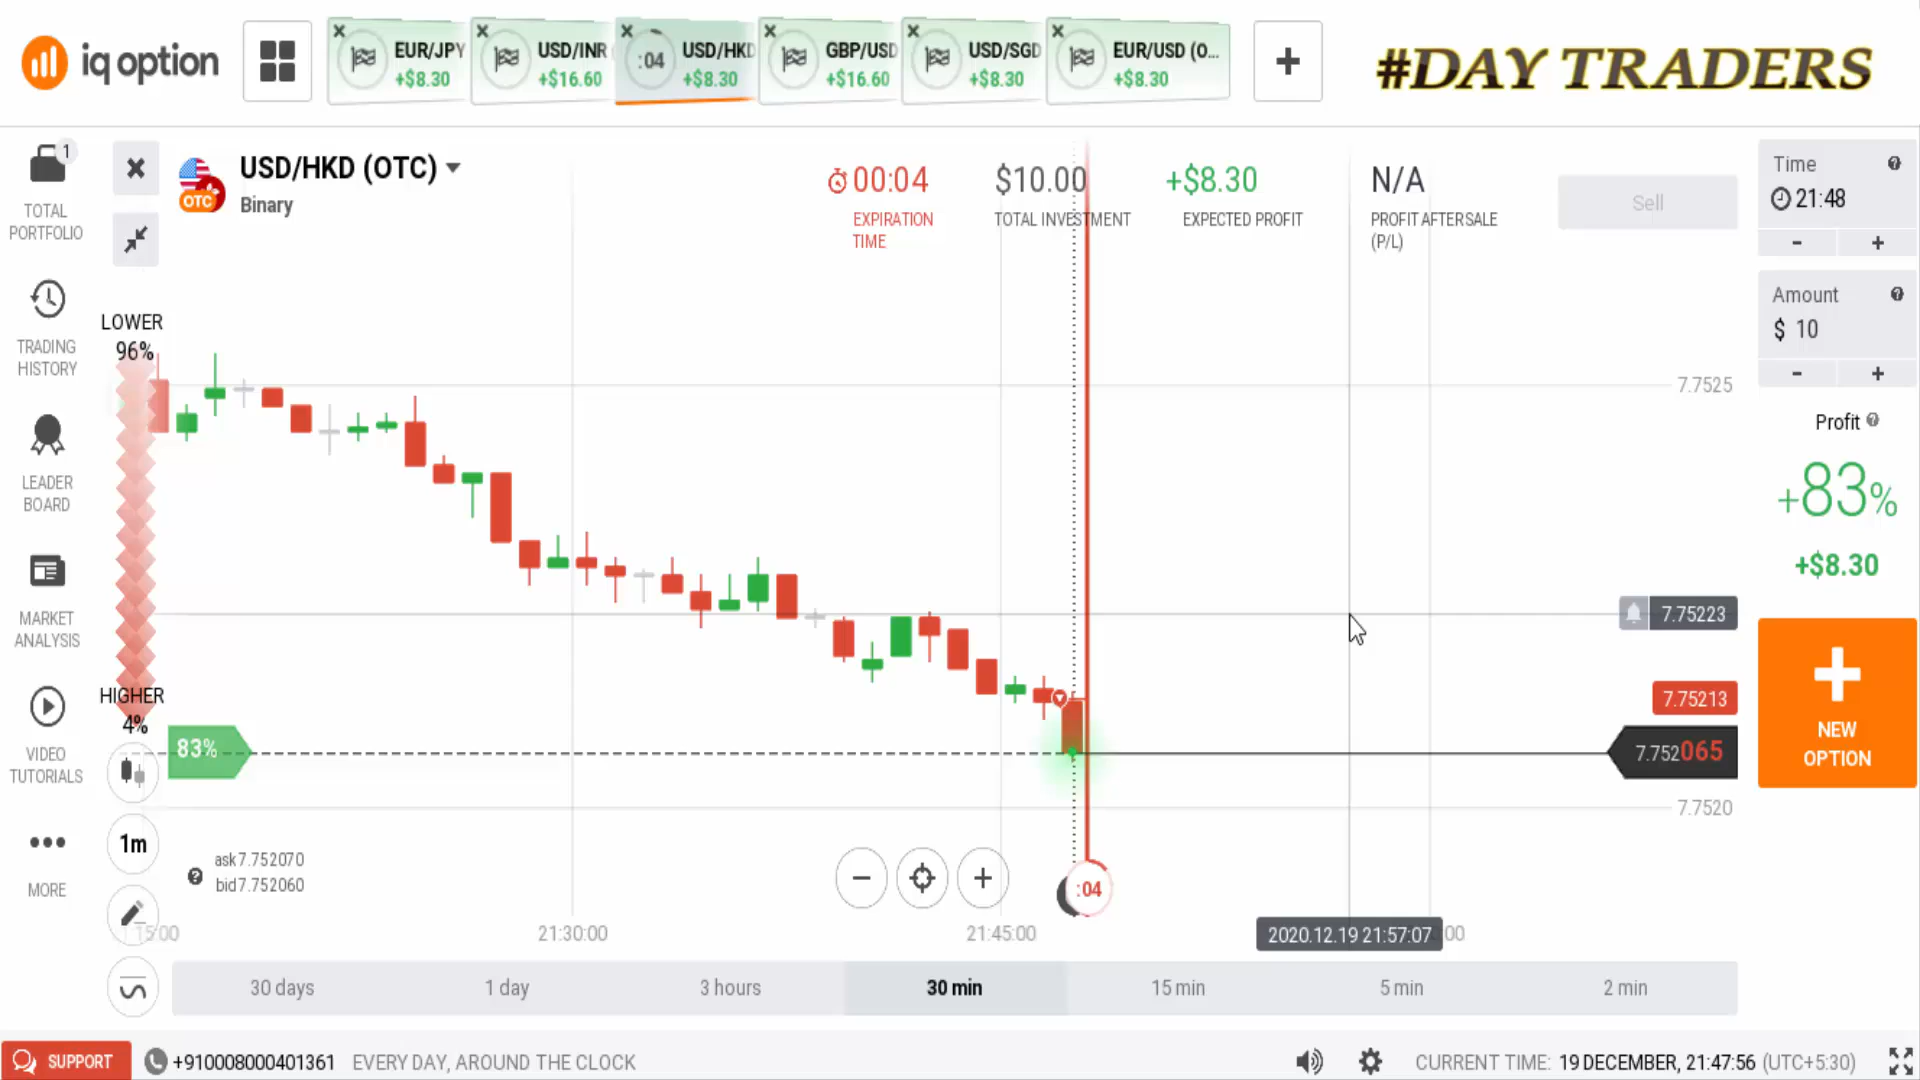 iq option
EUR/JPY
+$8.30
USD/INR
+$16.60
:04
USD/HKD
+$8.30
GBP/USD
+$16.60
USD/SGD
+$8.30
EUR/USD (O...
+$8.30
+
#DAY TRADERS
1
TOTAL
PORTFOLIO
TRADING
HISTORY
LEADER
BOARD
MARKET
ANALYSIS
VIDEO
TUTORIALS
MORE
USD/HKD (OTC)
OTC
Binary
00:04
EXPIRATION
TIME
$10.00
TOTAL INVESTMENT
+$8.30
EXPECTED PROFIT
N/A
PROFIT AFTER SALE
(P/L)
Sell
Time
21:48
- +
Amount
$ 10
- +
Profit
+83%
+$8.30
NEW
OPTION
LOWER
96%
HIGHER
4%
83%
7.7525
7.75223
7.75213
7.752065
7.7520
1m
ask 7.752070
bid 7.752060
:04
15:00
21:30:00
21:45:00
2020.12.19 21:57:07
:00
30 days
1 day
3 hours
30 min
15 min
5 min
2 min
SUPPORT
+910008000401361
EVERY DAY, AROUND THE CLOCK
CURRENT TIME: 19 DECEMBER, 21:47:56 (UTC+5:30)